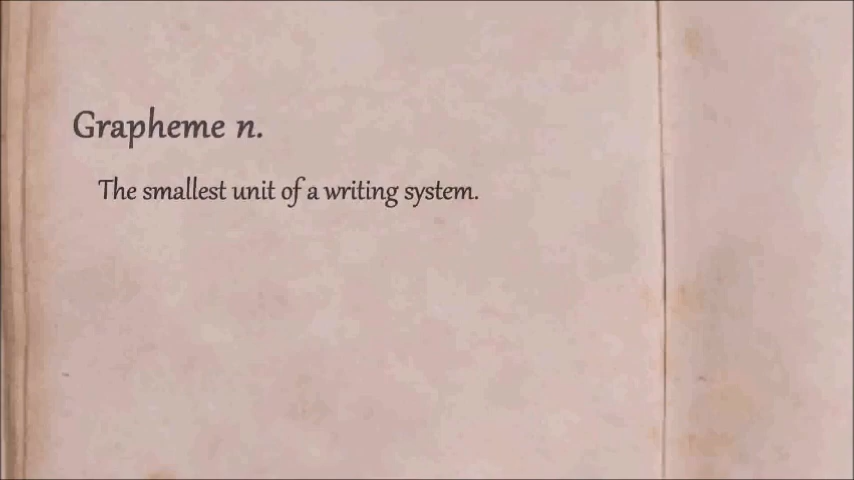 Grapheme n.
The smallest unit of a writing system.